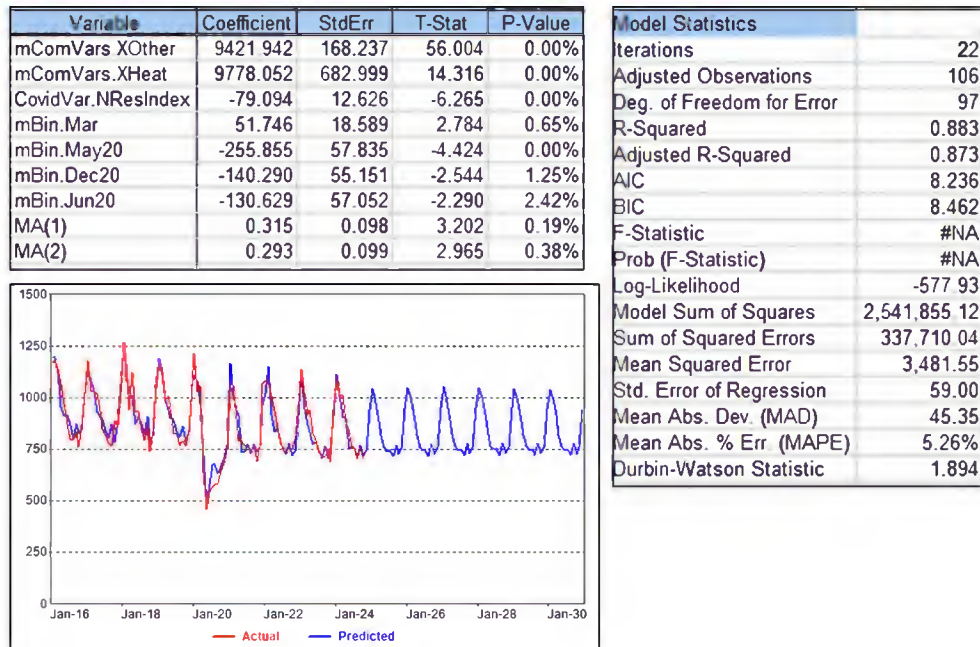 Variable Coefficient StdErr T-Stat P-Value
mComVars.XOther 9421.942 168.237 56.004 0.00%
mComVars.XHeat 9778.052 682.999 14.316 0.00%
CovidVar.NResIndex -79.094 12.626 -6.265 0.00%
mBin.Mar 51.746 18.589 2.784 0.65%
mBin.May20 -255.855 57.835 -4.424 0.00%
mBin.Dec20 -140.290 55.151 -2.544 1.25%
mBin.Jun20 -130.629 57.052 -2.290 2.42%
MA(1) 0.315 0.098 3.202 0.19%
MA(2) 0.293 0.099 2.965 0.38%
Model Statistics
Iterations 22
Adjusted Observations 106
Deg. of Freedom for Error 97
R-Squared 0.883
Adjusted R-Squared 0.873
AIC 8.236
BIC 8.462
F-Statistic #NA
Prob (F-Statistic) #NA
Log-Likelihood -577.93
Model Sum of Squares 2,541,855.12
Sum of Squared Errors 337,710.04
Mean Squared Error 3,481.55
Std. Error of Regression 59.00
Mean Abs. Dev. (MAD) 45.35
Mean Abs. % Err. (MAPE) 5.26%
Durbin-Watson Statistic 1.894
1500
1250
1000
750
500
250
0
Jan-16 Jan-18 Jan-20 Jan-22 Jan-24 Jan-26 Jan-28 Jan-30
Actual Predicted